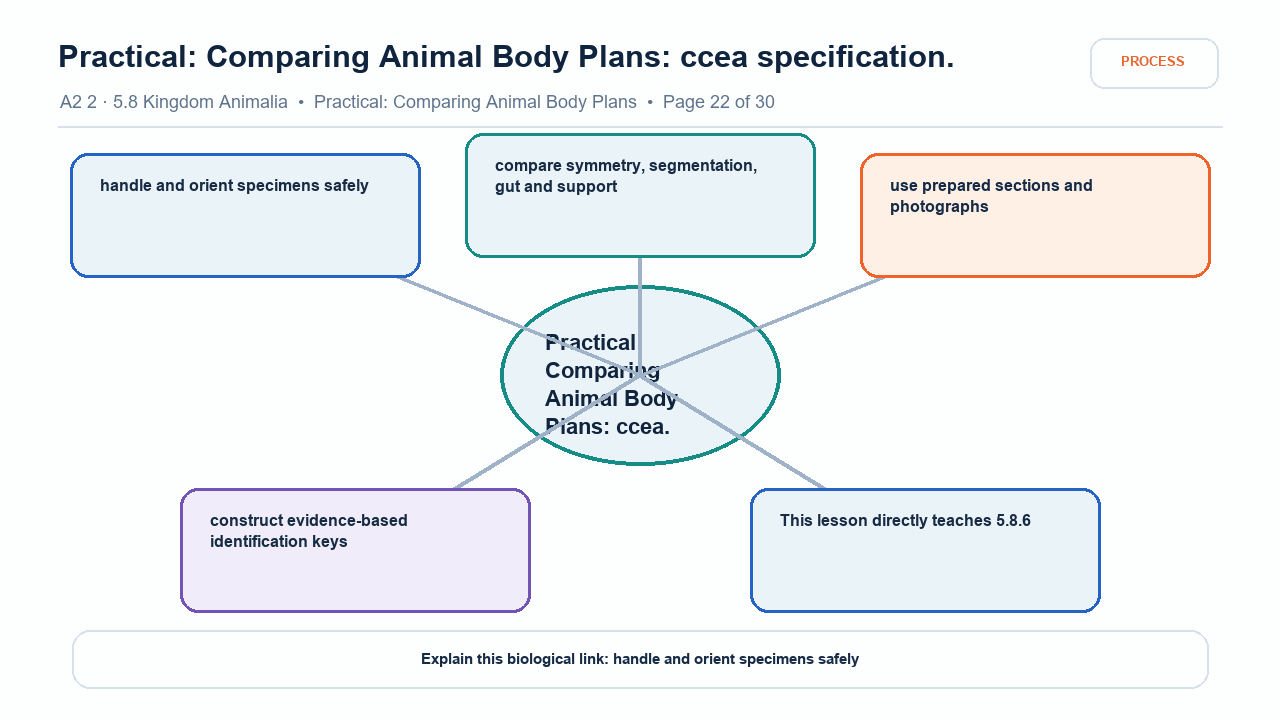 Practical: Comparing Animal Body Plans: ccea specification.
PROCESS
A2 2 · 5.8 Kingdom Animalia • Practical: Comparing Animal Body Plans • Page 22 of 30
handle and orient specimens safely
compare symmetry, segmentation,
gut and support
use prepared sections and
photographs
Practical
Comparing
Animal Body
Plans: ccea.
construct evidence-based
identification keys
This lesson directly teaches 5.8.6
Explain this biological link: handle and orient specimens safely